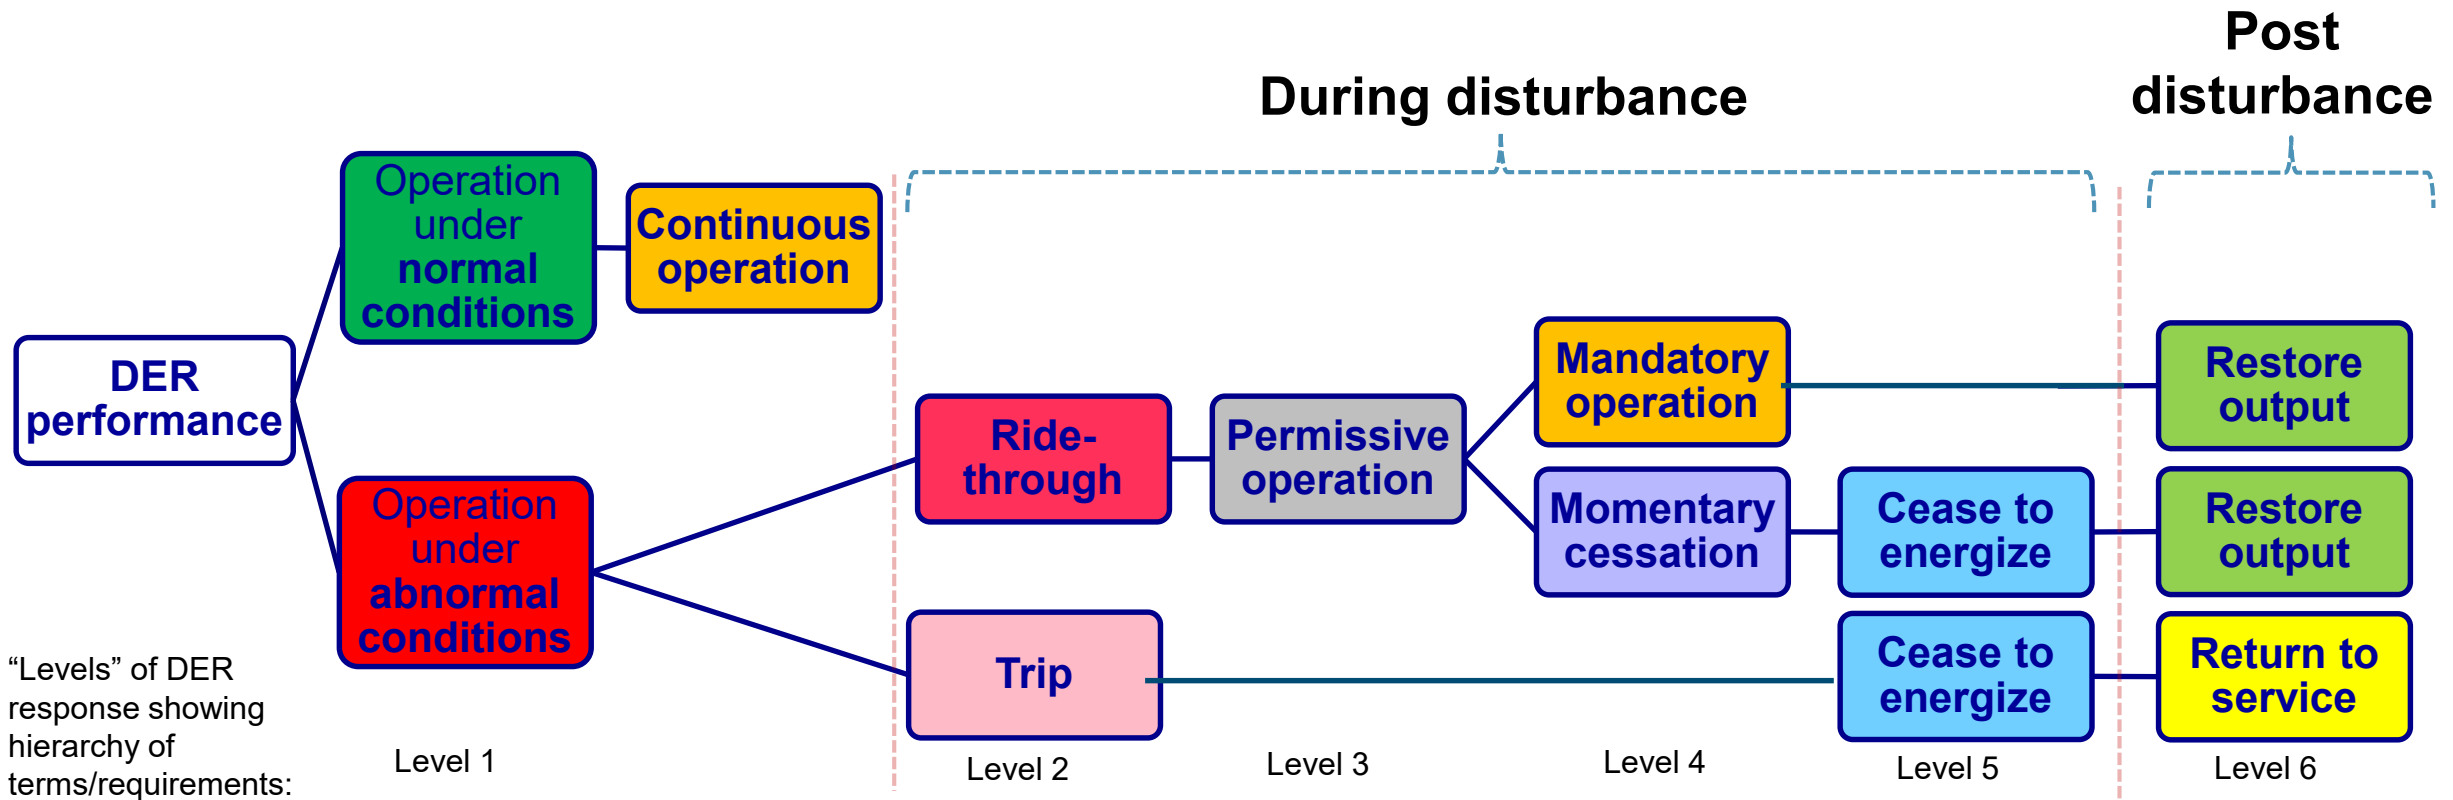 Post
disturbance
During disturbance
Operation
under
normal
conditions
Continuous
operation
DER
performance
Mandatory
operation
Restore
output
Ride-
through
Permissive
operation
Momentary
cessation
Cease to
energize
Restore
output
Operation
under
abnormal
conditions
Trip
Cease to
energize
Return to
service
“Levels” of DER
response showing
hierarchy of
terms/requirements:
Level 1
Level 2
Level 3
Level 4
Level 5
Level 6